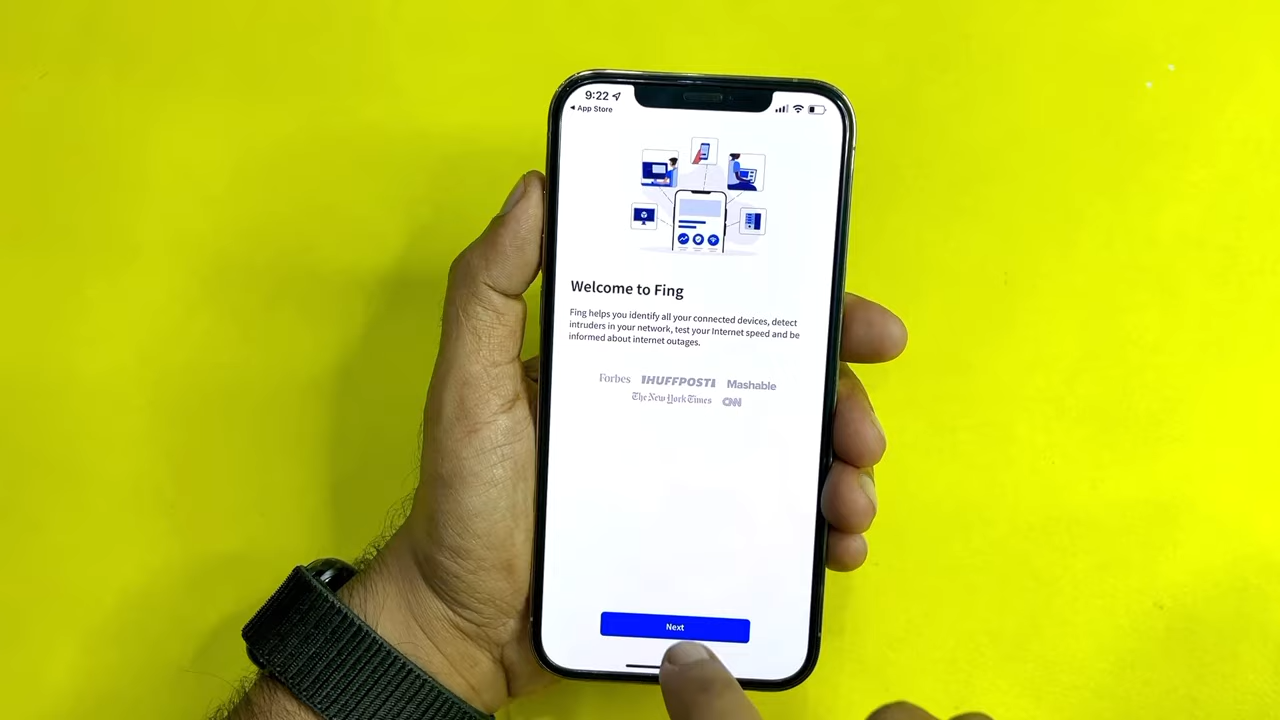 9:22
App Store
Welcome to Fing
Fing helps you identify all your connected devices, detect
intruders in your network, test your Internet speed and be
informed about internet outages.
Forbes IHUFFPOSTI Mashable
The New York Times CNN
Next